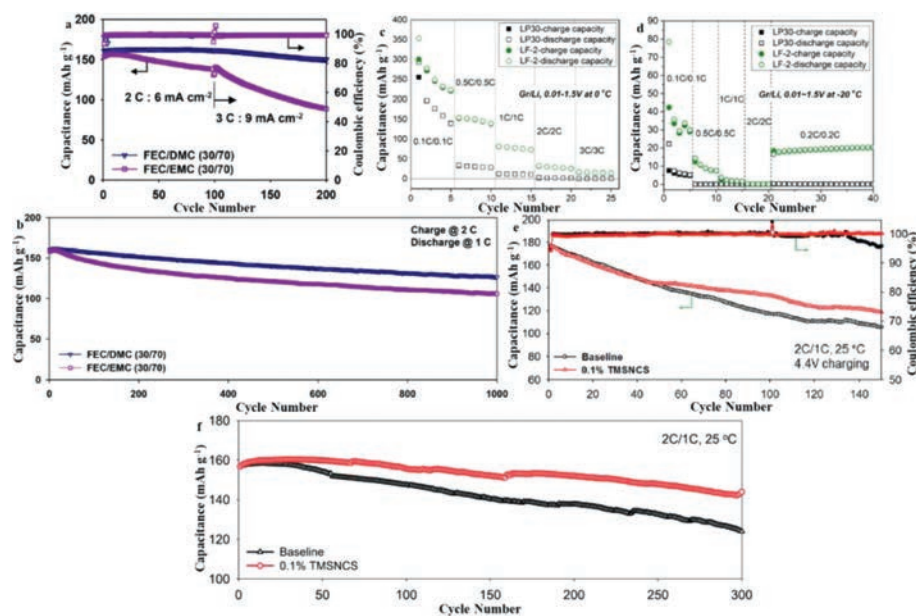 a
Capacitance (mAh g⁻¹)
200
150
100
50
0
2 C : 6 mA cm⁻²
3 C : 9 mA cm⁻²
FEC/DMC (30/70)
FEC/EMC (30/70)
0
50
100
150
200
Cycle Number
100
80
60
40
20
0
Coulombic efficiency (%)
c
Capacitance (mAh g⁻¹)
400
350
300
250
200
150
100
50
0
LP30-charge capacity
LP30-discharge capacity
LF-2-charge capacity
LF-2-discharge capacity
0.5C/0.5C
Gr/Li, 0.01-1.5V at 0 °C
1C/1C
0.1C/0.1C
2C/2C
3C/3C
0
5
10
15
20
25
Cycle Number
d
Capacitance (mAh g⁻¹)
90
80
70
60
50
40
30
20
10
0
LP30-charge capacity
LP30-discharge capacity
LF-2-charge capacity
LF-2-discharge capacity
0.1C/0.1C
Gr/Li, 0.01~1.5V at -20 °C
1C/1C
0.5C/0.5C
2C/2C
0.2C/0.2C
0
10
20
30
40
Cycle Number
b
Capacitance (mAh g⁻¹)
200
150
100
50
0
Charge @ 2 C
Discharge @ 1 C
FEC/DMC (30/70)
FEC/EMC (30/70)
0
200
400
600
800
1000
Cycle Number
e
Capacitance (mAh g⁻¹)
200
180
160
140
120
100
80
60
2C/1C, 25 °C
4.4V charging
Baseline
0.1% TMSNCS
0
20
40
60
80
100
120
140
Cycle Number
100
90
80
70
60
50
Coulombic efficiency (%)
f
Capacitance (mAh g⁻¹)
180
160
140
120
100
2C/1C, 25 °C
Baseline
0.1% TMSNCS
0
50
100
150
200
250
300
Cycle Number